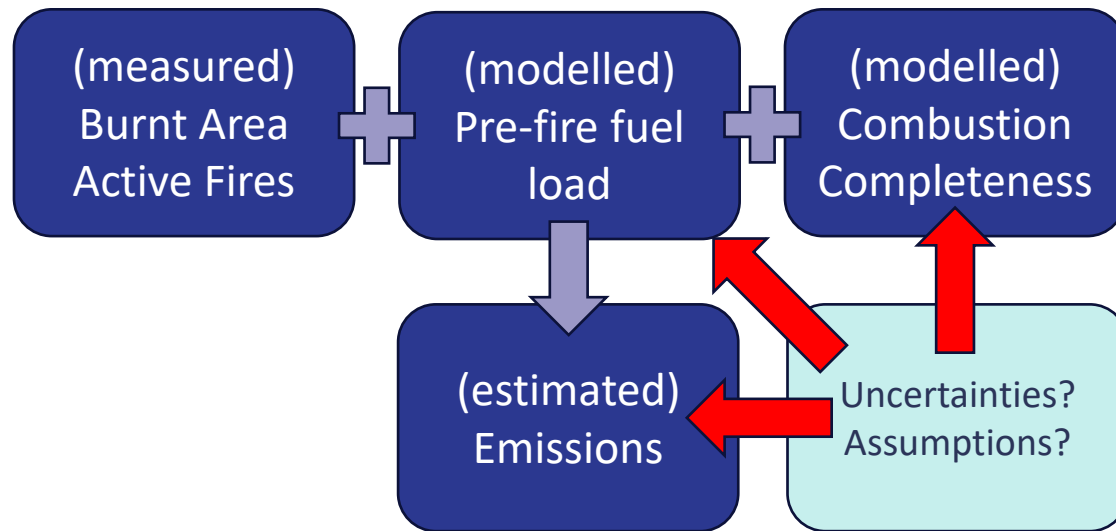 (measured)
Burnt Area
Active Fires
(modelled)
Pre-fire fuel
load
(modelled)
Combustion
Completeness
(estimated)
Emissions
Uncertainties?
Assumptions?